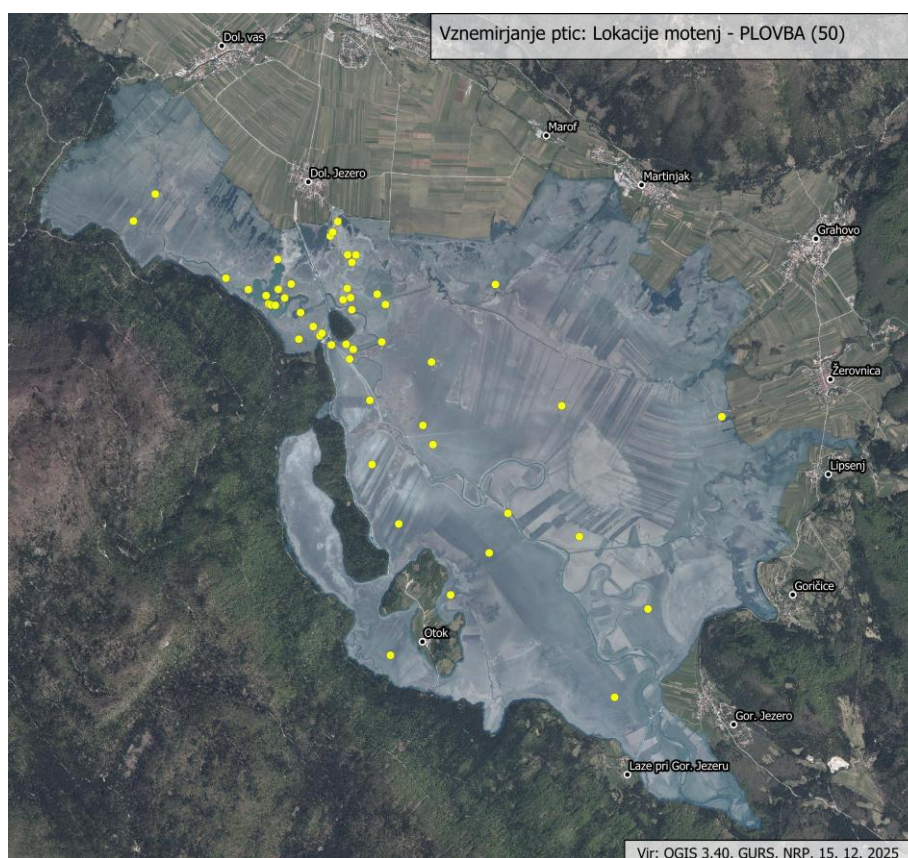 Vznemirjanje ptic: Lokacije motenj - PLOVBA (50)
Dol. vas
Marof
Dol. Jezero
Martinjak
Grahovo
Žerovnica
Lipsenj
Goričice
Otok
Gor. Jezero
Laze pri Gor. Jezeru
Vir: QGIS 3.40, GURS, NRP, 15. 12. 2025